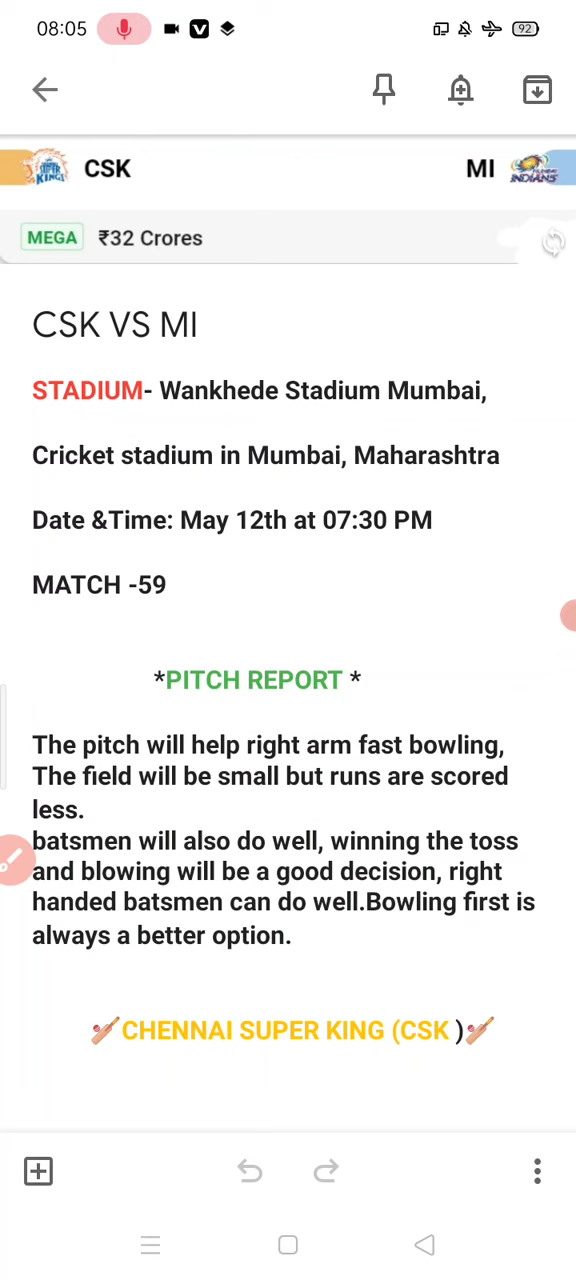 08:05
92
CSK
MI
MEGA ₹32 Crores
CSK VS MI
STADIUM- Wankhede Stadium Mumbai,
Cricket stadium in Mumbai, Maharashtra
Date &Time: May 12th at 07:30 PM
MATCH -59
*PITCH REPORT *
The pitch will help right arm fast bowling,
The field will be small but runs are scored
less.
batsmen will also do well, winning the toss
and blowing will be a good decision, right
handed batsmen can do well.Bowling first is
always a better option.
🏏CHENNAI SUPER KING (CSK )🏏